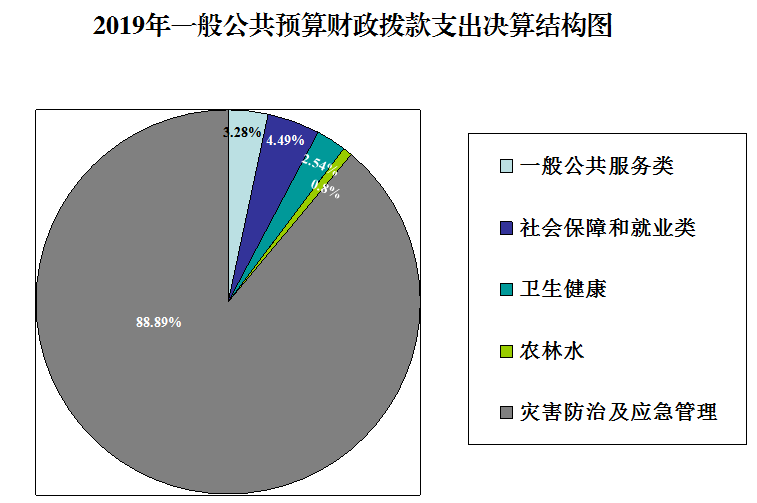 2019年一般公共预算财政拨款支出决算结构图
3.28%
4.49%
2.54%
0.8%
88.89%
一般公共服务类
社会保障和就业类
卫生健康
农林水
灾害防治及应急管理